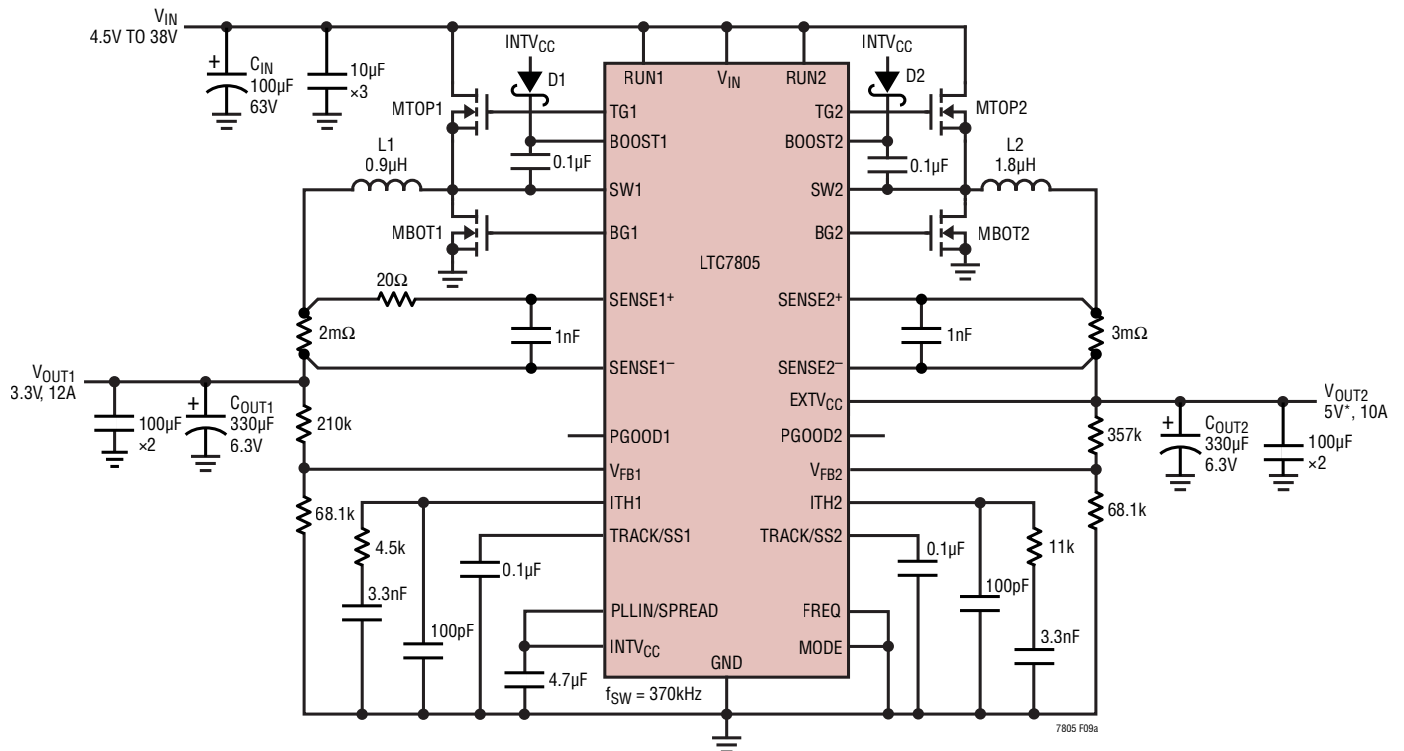 VIN
4.5V TO 38V
+
CIN
100µF
63V
10µF
×3
INTVCC
D1
MTOP1
L1
0.9µH
0.1µF
MBOT1
RUN1
VIN
RUN2
TG1
BOOST1
SW1
BG1
TG2
BOOST2
SW2
BG2
LTC7805
INTVCC
D2
MTOP2
0.1µF
L2
1.8µH
MBOT2
20Ω
2mΩ
1nF
SENSE1+
SENSE1–
SENSE2+
SENSE2–
1nF
3mΩ
VOUT1
3.3V, 12A
100µF
×2
+
COUT1
330µF
6.3V
210k
68.1k
EXTVCC
PGOOD1
PGOOD2
VFB1
VFB2
ITH1
ITH2
TRACK/SS1
TRACK/SS2
PLLIN/SPREAD
FREQ
INTVCC
MODE
GND
VOUT2
5V*, 10A
357k
68.1k
+
COUT2
330µF
6.3V
100µF
×2
4.5k
3.3nF
100pF
0.1µF
4.7µF
fSW = 370kHz
0.1µF
100pF
11k
3.3nF
7805 F09a